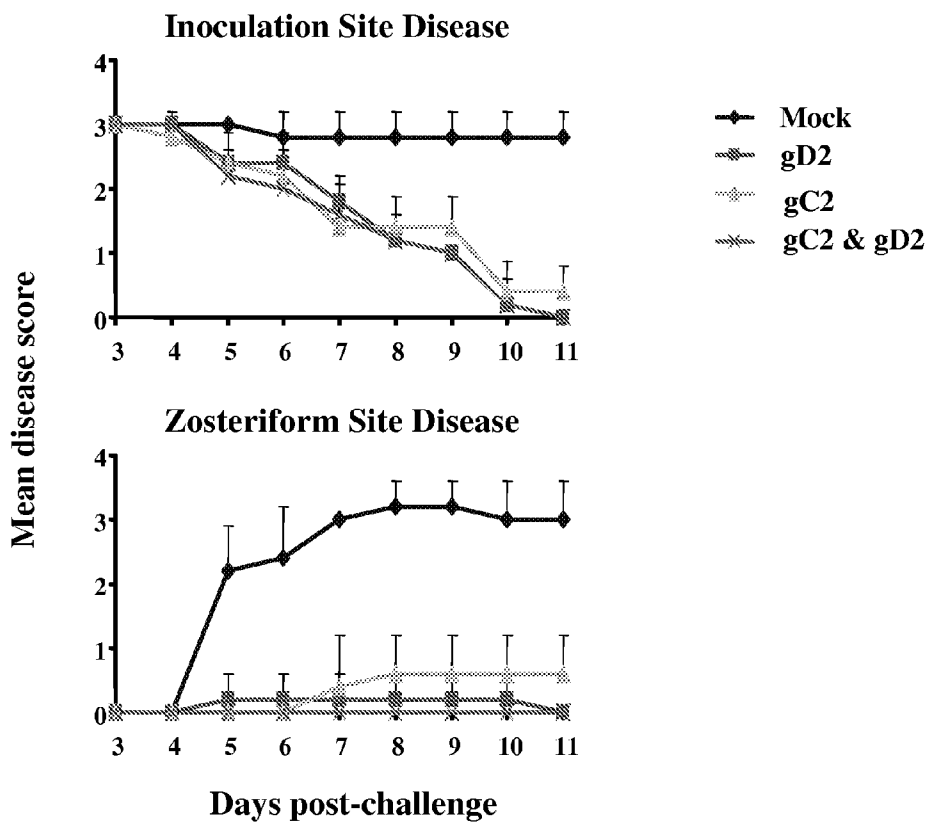 Inoculation Site Disease
4
3
2
1
0
3 4 5 6 7 8 9 10 11
Mock
gD2
gC2
gC2 & gD2
Mean disease score
Zosteriform Site Disease
4
3
2
1
0
3 4 5 6 7 8 9 10 11
Days post-challenge